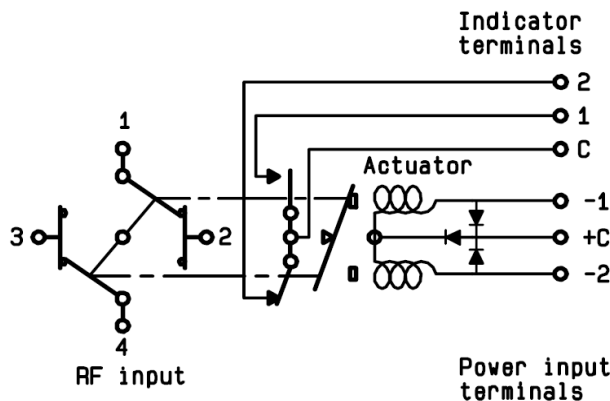 Indicator
terminals
2
1
C
Actuator
-1
+C
-2
1
3
2
4
RF input
Power input
terminals